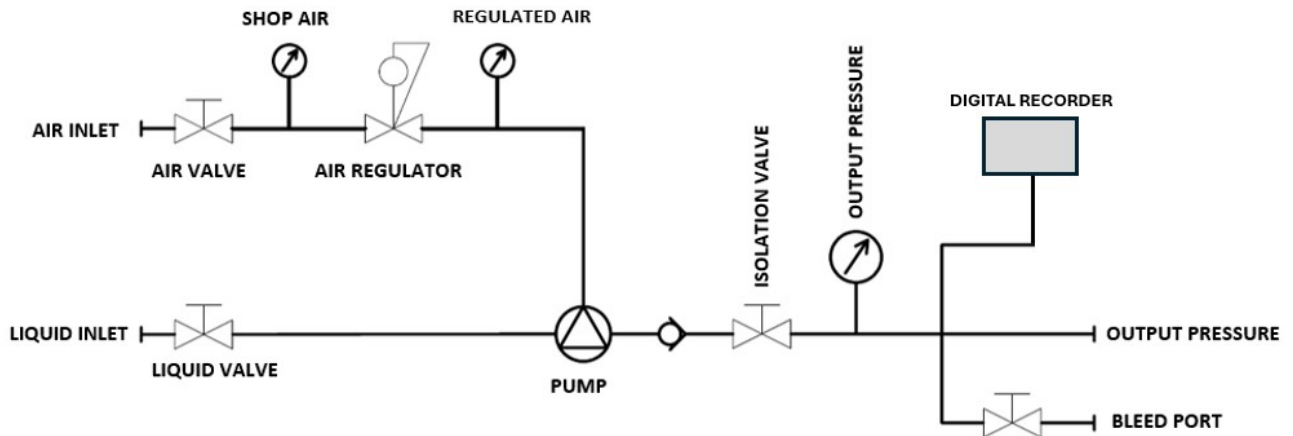 SHOP AIR
REGULATED AIR
AIR INLET
AIR VALVE
AIR REGULATOR
ISOLATION VALVE
OUTPUT PRESSURE
DIGITAL RECORDER
LIQUID INLET
LIQUID VALVE
PUMP
OUTPUT PRESSURE
BLEED PORT